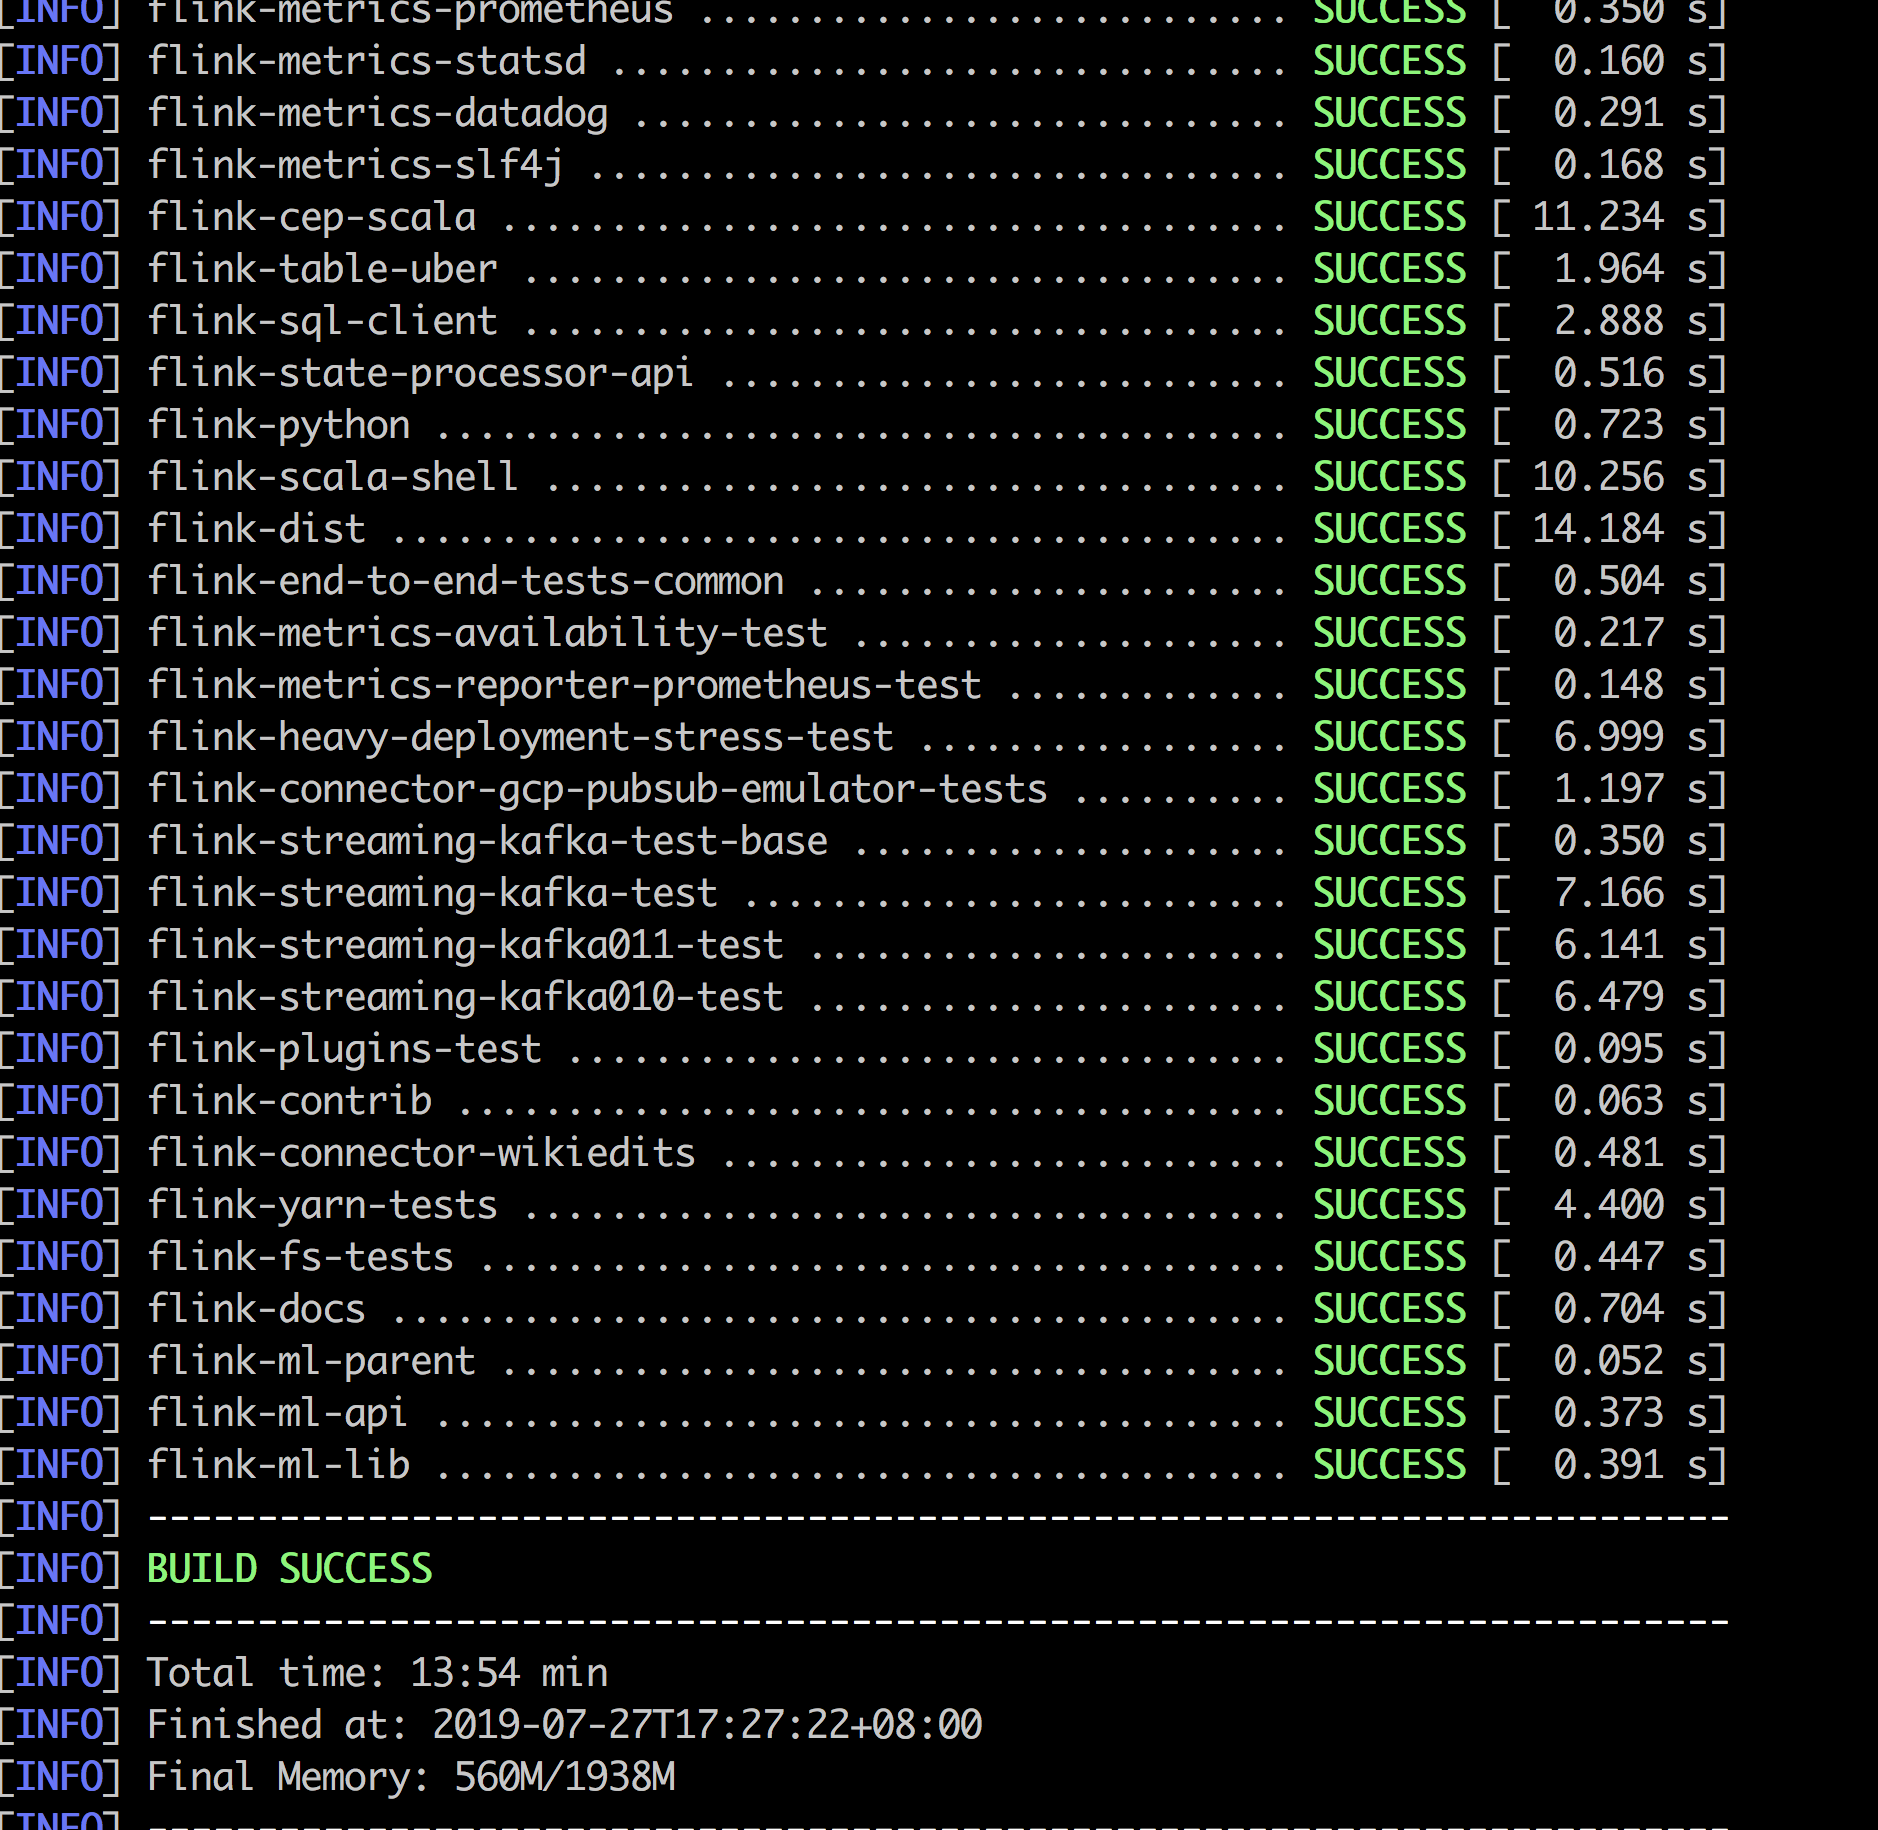 [INFO] flink-metrics-prometheus ........................... SUCCESS [  0.350 s]
[INFO] flink-metrics-statsd ............................... SUCCESS [  0.160 s]
[INFO] flink-metrics-datadog .............................. SUCCESS [  0.291 s]
[INFO] flink-metrics-slf4j ................................ SUCCESS [  0.168 s]
[INFO] flink-cep-scala .................................... SUCCESS [ 11.234 s]
[INFO] flink-table-uber ................................... SUCCESS [  1.964 s]
[INFO] flink-sql-client ................................... SUCCESS [  2.888 s]
[INFO] flink-state-processor-api .......................... SUCCESS [  0.516 s]
[INFO] flink-python ....................................... SUCCESS [  0.723 s]
[INFO] flink-scala-shell .................................. SUCCESS [ 10.256 s]
[INFO] flink-dist ......................................... SUCCESS [ 14.184 s]
[INFO] flink-end-to-end-tests-common ...................... SUCCESS [  0.504 s]
[INFO] flink-metrics-availability-test .................... SUCCESS [  0.217 s]
[INFO] flink-metrics-reporter-prometheus-test ............. SUCCESS [  0.148 s]
[INFO] flink-heavy-deployment-stress-test ................. SUCCESS [  6.999 s]
[INFO] flink-connector-gcp-pubsub-emulator-tests .......... SUCCESS [  1.197 s]
[INFO] flink-streaming-kafka-test-base .................... SUCCESS [  0.350 s]
[INFO] flink-streaming-kafka-test ......................... SUCCESS [  7.166 s]
[INFO] flink-streaming-kafka011-test ...................... SUCCESS [  6.141 s]
[INFO] flink-streaming-kafka010-test ...................... SUCCESS [  6.479 s]
[INFO] flink-plugins-test ................................. SUCCESS [  0.095 s]
[INFO] flink-contrib ...................................... SUCCESS [  0.063 s]
[INFO] flink-connector-wikiedits .......................... SUCCESS [  0.481 s]
[INFO] flink-yarn-tests ................................... SUCCESS [  4.400 s]
[INFO] flink-fs-tests ..................................... SUCCESS [  0.447 s]
[INFO] flink-docs ......................................... SUCCESS [  0.704 s]
[INFO] flink-ml-parent .................................... SUCCESS [  0.052 s]
[INFO] flink-ml-api ....................................... SUCCESS [  0.373 s]
[INFO] flink-ml-lib ....................................... SUCCESS [  0.391 s]
[INFO] ------------------------------------------------------------------------
[INFO] BUILD SUCCESS
[INFO] ------------------------------------------------------------------------
[INFO] Total time: 13:54 min
[INFO] Finished at: 2019-07-27T17:27:22+08:00
[INFO] Final Memory: 560M/1938M
[INFO] ------------------------------------------------------------------------